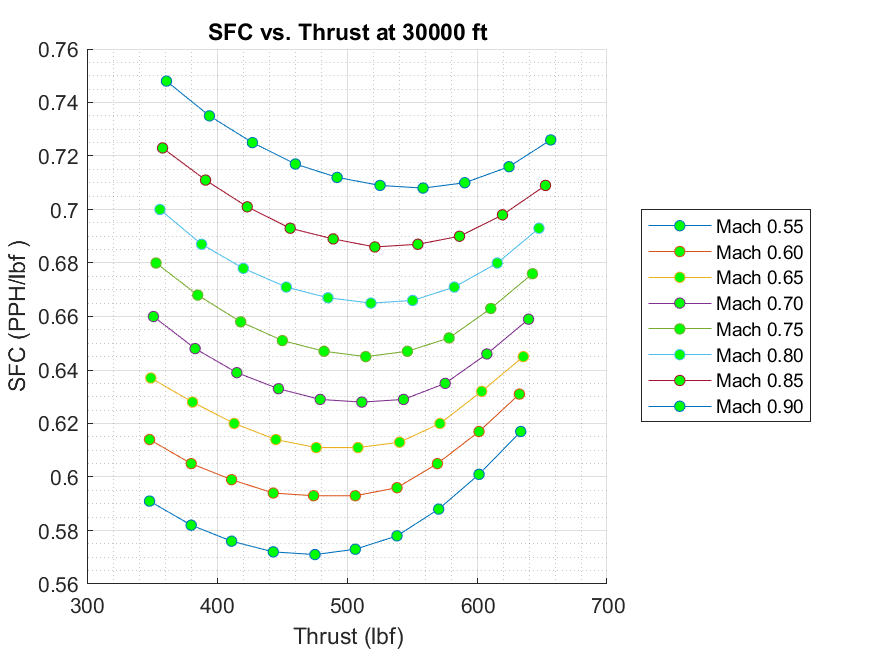 SFC vs. Thrust at 30000 ft
0.76
0.74
0.72
0.7
0.68
0.66
0.64
0.62
0.6
0.58
0.56
SFC (PPH/lbf )
300 400 500 600 700
Thrust (lbf)
Mach 0.55
Mach 0.60
Mach 0.65
Mach 0.70
Mach 0.75
Mach 0.80
Mach 0.85
Mach 0.90